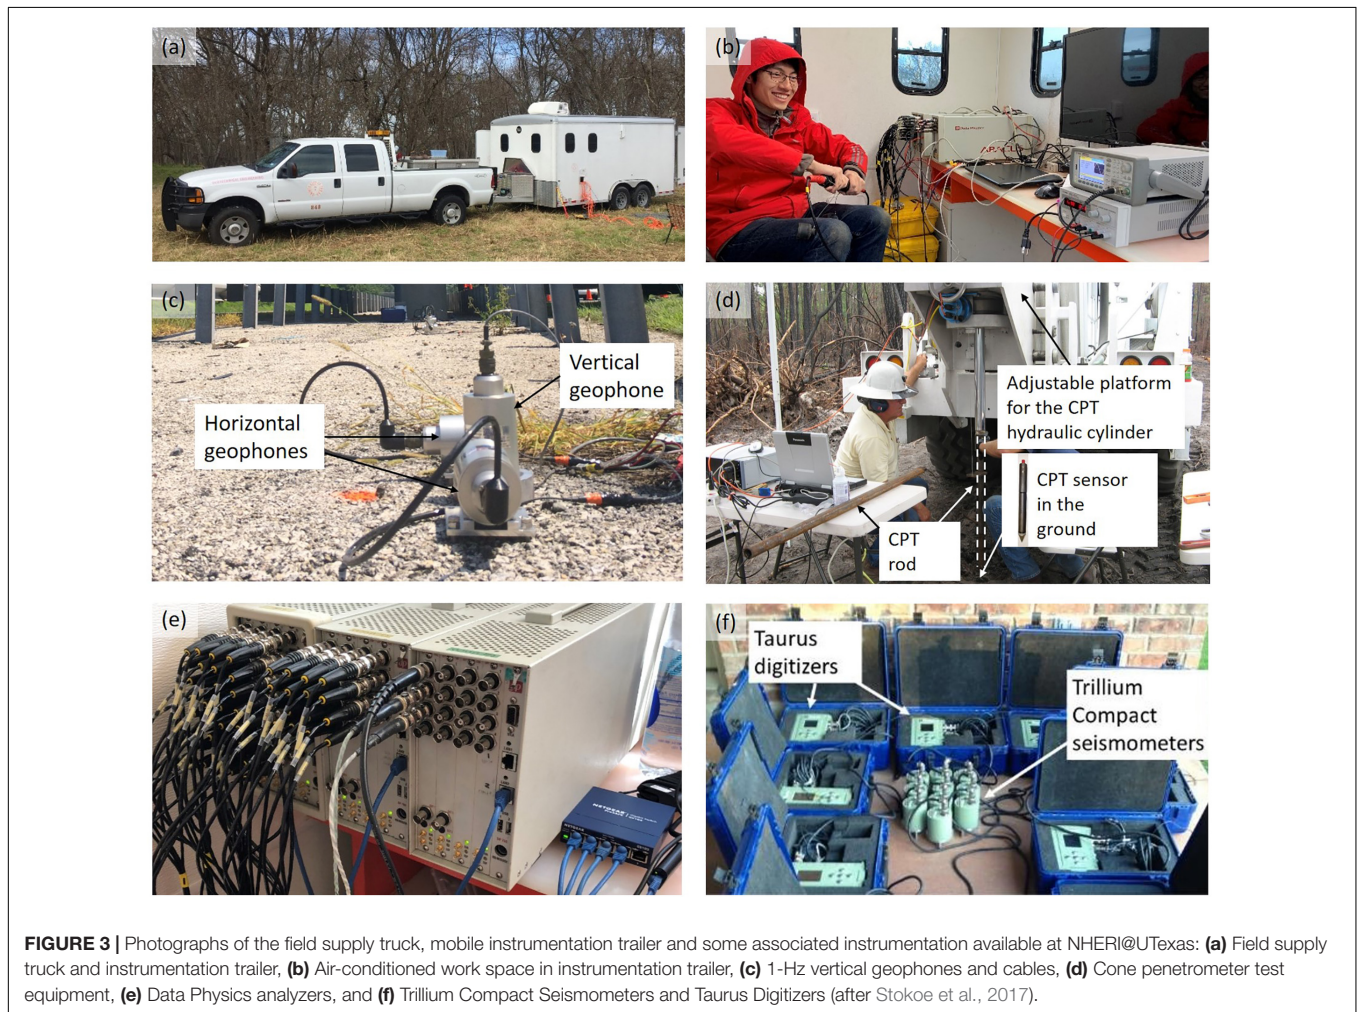 (a)
(b)
(c)
Vertical
geophone
Horizontal
geophones
(d)
Adjustable platform
for the CPT
hydraulic cylinder
CPT sensor
in the
ground
CPT
rod
(e)
NETGEAR
(f)
Taurus
digitizers
Trillium
Compact
seismometers
FIGURE 3 | Photographs of the field supply truck, mobile instrumentation trailer and some associated instrumentation available at NHERI@UTexas: (a) Field supply
truck and instrumentation trailer, (b) Air-conditioned work space in instrumentation trailer, (c) 1-Hz vertical geophones and cables, (d) Cone penetrometer test
equipment, (e) Data Physics analyzers, and (f) Trillium Compact Seismometers and Taurus Digitizers (after Stokoe et al., 2017).